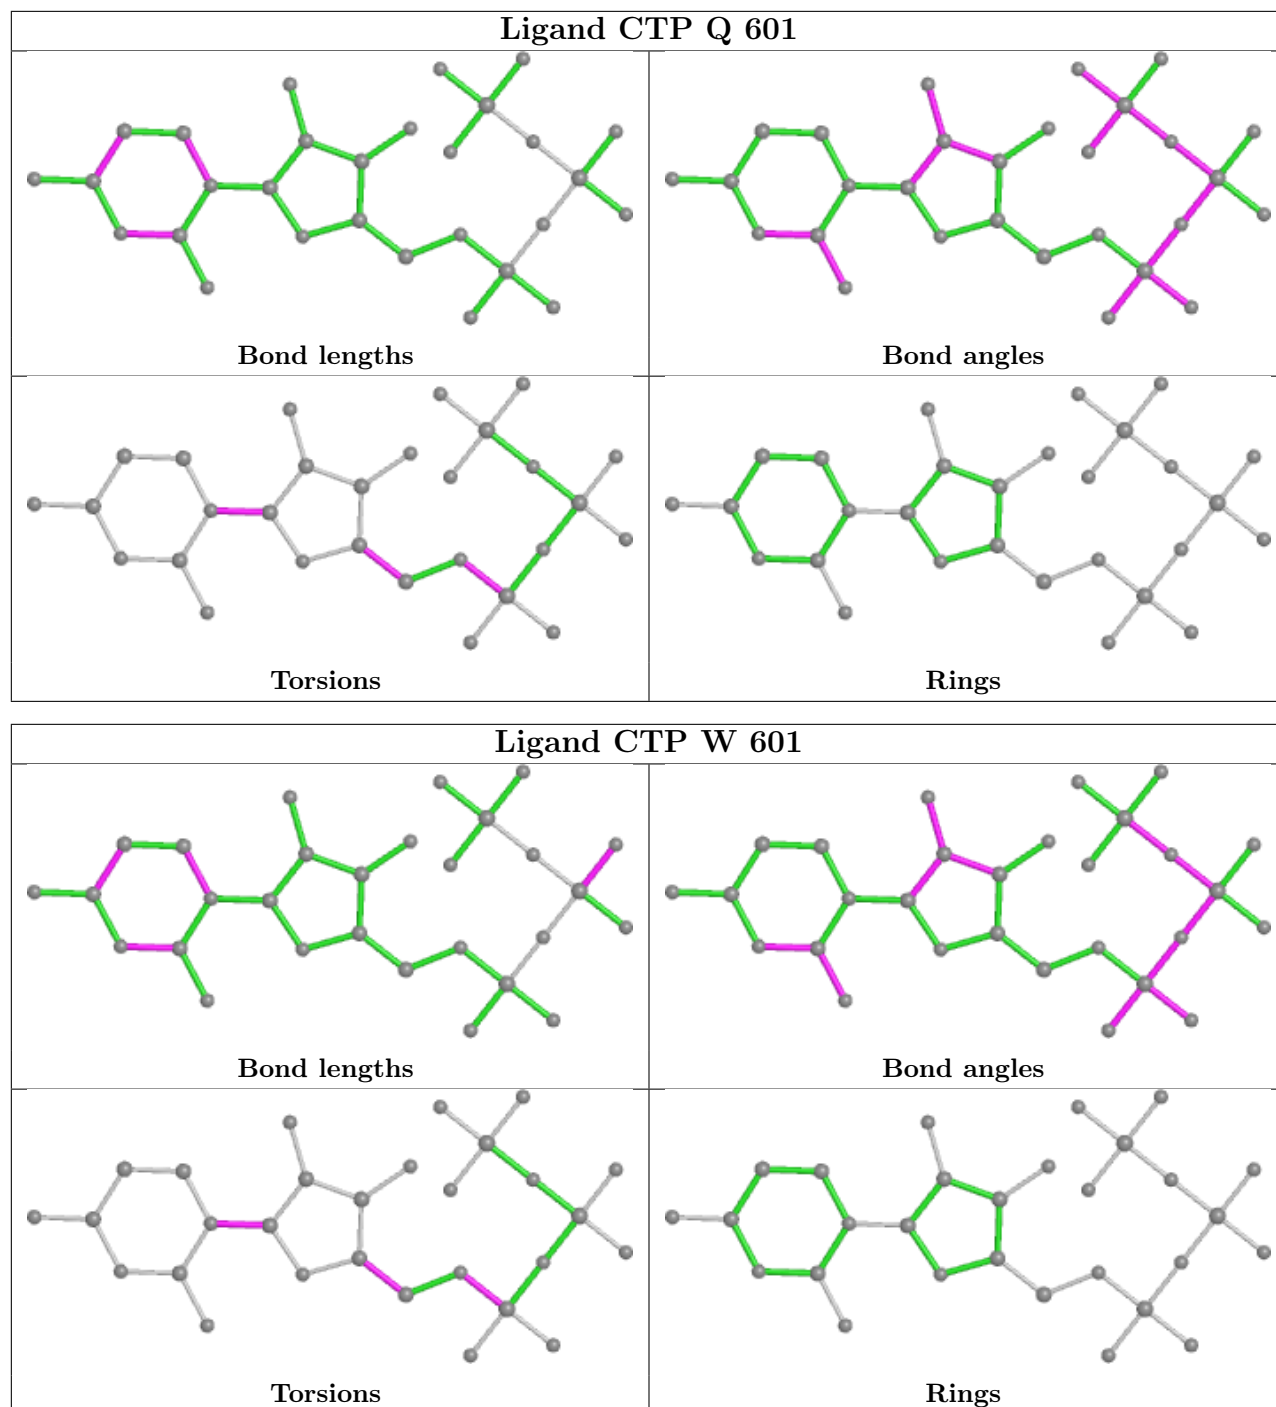 Ligand CTP Q 601
Bond lengths
Bond angles
Torsions
Rings
Ligand CTP W 601
Bond lengths
Bond angles
Torsions
Rings